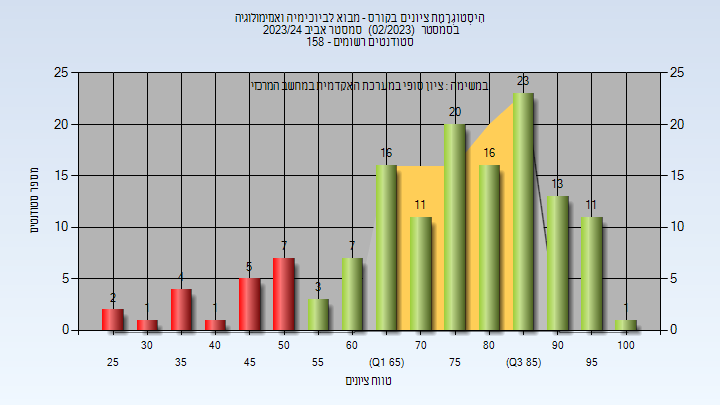 היסטוגרמת ציונים בקורס - מבוא לביוכימיה ואנזימולוגיה
בסמסטר (02/2023) סמסטר אביב 2023/24
סטודנטים רשומים - 158
במשימה : ציון סופי במערכת האקדמית במחשב המרכזי
מספר סטודנטים
25 25
20 20
15 15
10 10
5 5
0 0
2 1 4 1 5 7 3 7 16 11 20 16 23 13 11 1
30 40 50 60 70 80 90 100
25 35 45 55 (Q1 65) 75 (Q3 85) 95
טווח ציונים